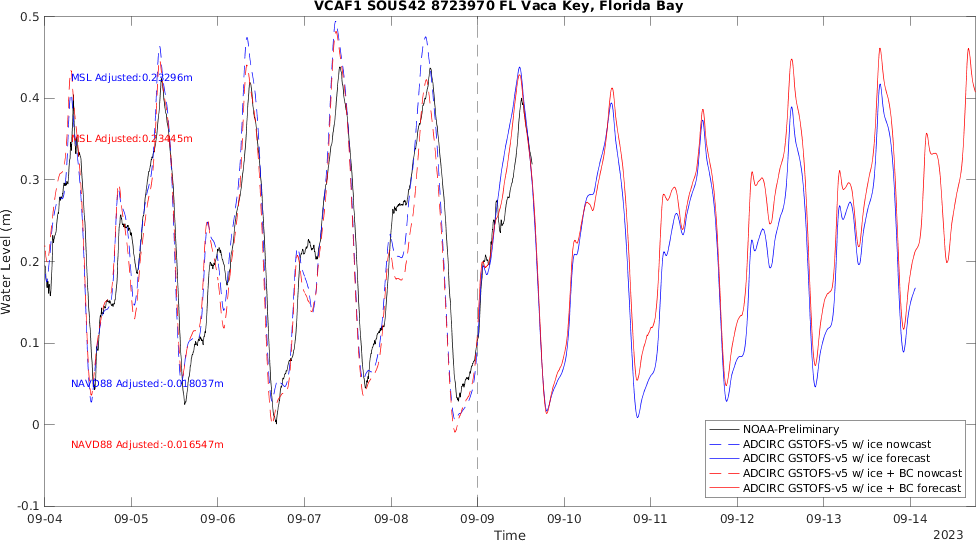 VCAF1 SOUS42 8723970 FL Vaca Key, Florida Bay
0.5
0.4
0.3
0.2
0.1
0
-0.1
Water Level (m)
MSL Adjusted:0.22296m
MSL Adjusted:0.23445m
NAVD88 Adjusted:-0.018037m
NAVD88 Adjusted:-0.016547m
NOAA-Preliminary
ADCIRC GSTOFS-v5 w/ ice nowcast
ADCIRC GSTOFS-v5 w/ ice forecast
ADCIRC GSTOFS-v5 w/ ice + BC nowcast
ADCIRC GSTOFS-v5 w/ ice + BC forecast
09-04 09-05 09-06 09-07 09-08 09-09 09-10 09-11 09-12 09-13 09-14
Time
2023